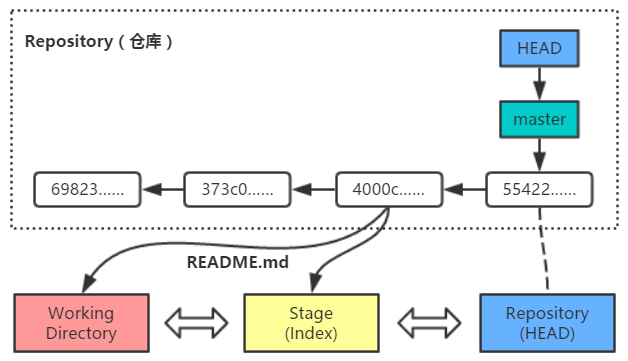 Repository（仓库）
HEAD
master
69823......
373c0......
4000c......
55422......
README.md
Working
Directory
Stage
(Index)
Repository
(HEAD)